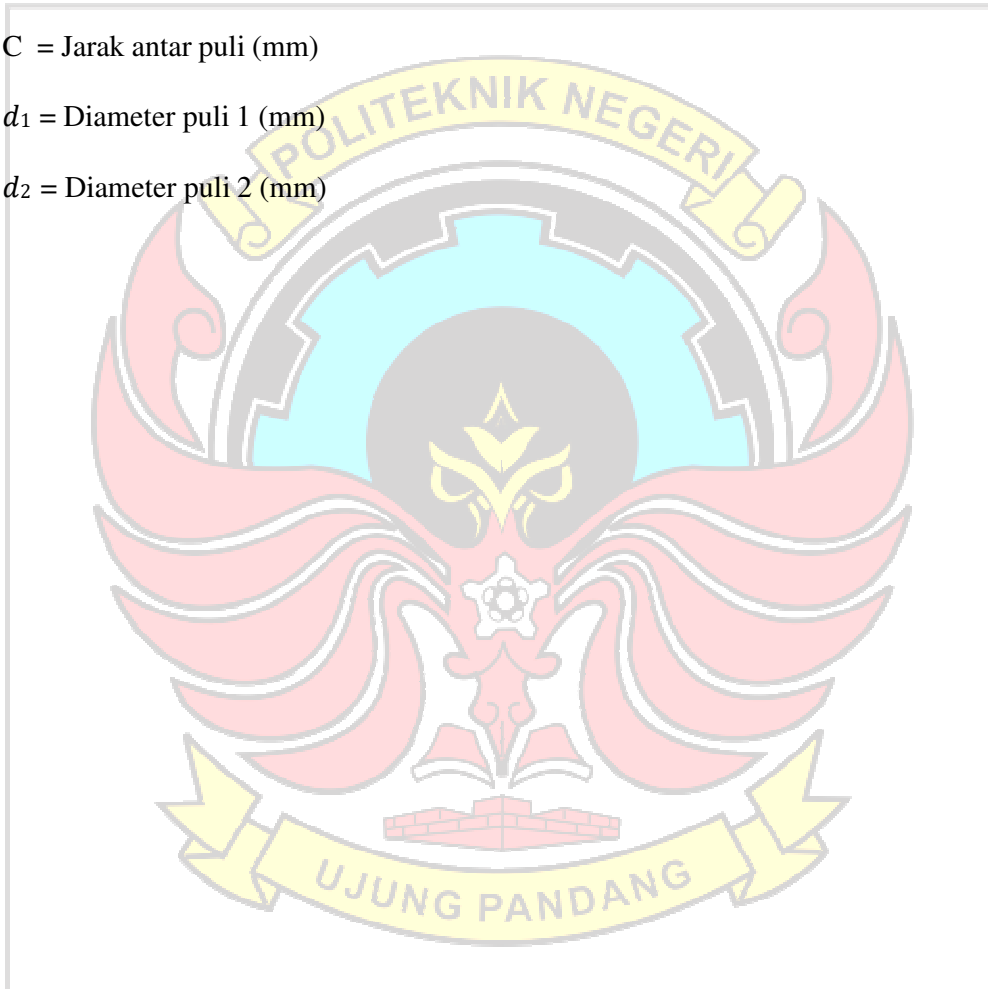 C = Jarak antar puli (mm)
d1 = Diameter puli 1 (mm)
d2 = Diameter puli 2 (mm)
POLITEKNIK NEGERI
UJUNG PANDANG